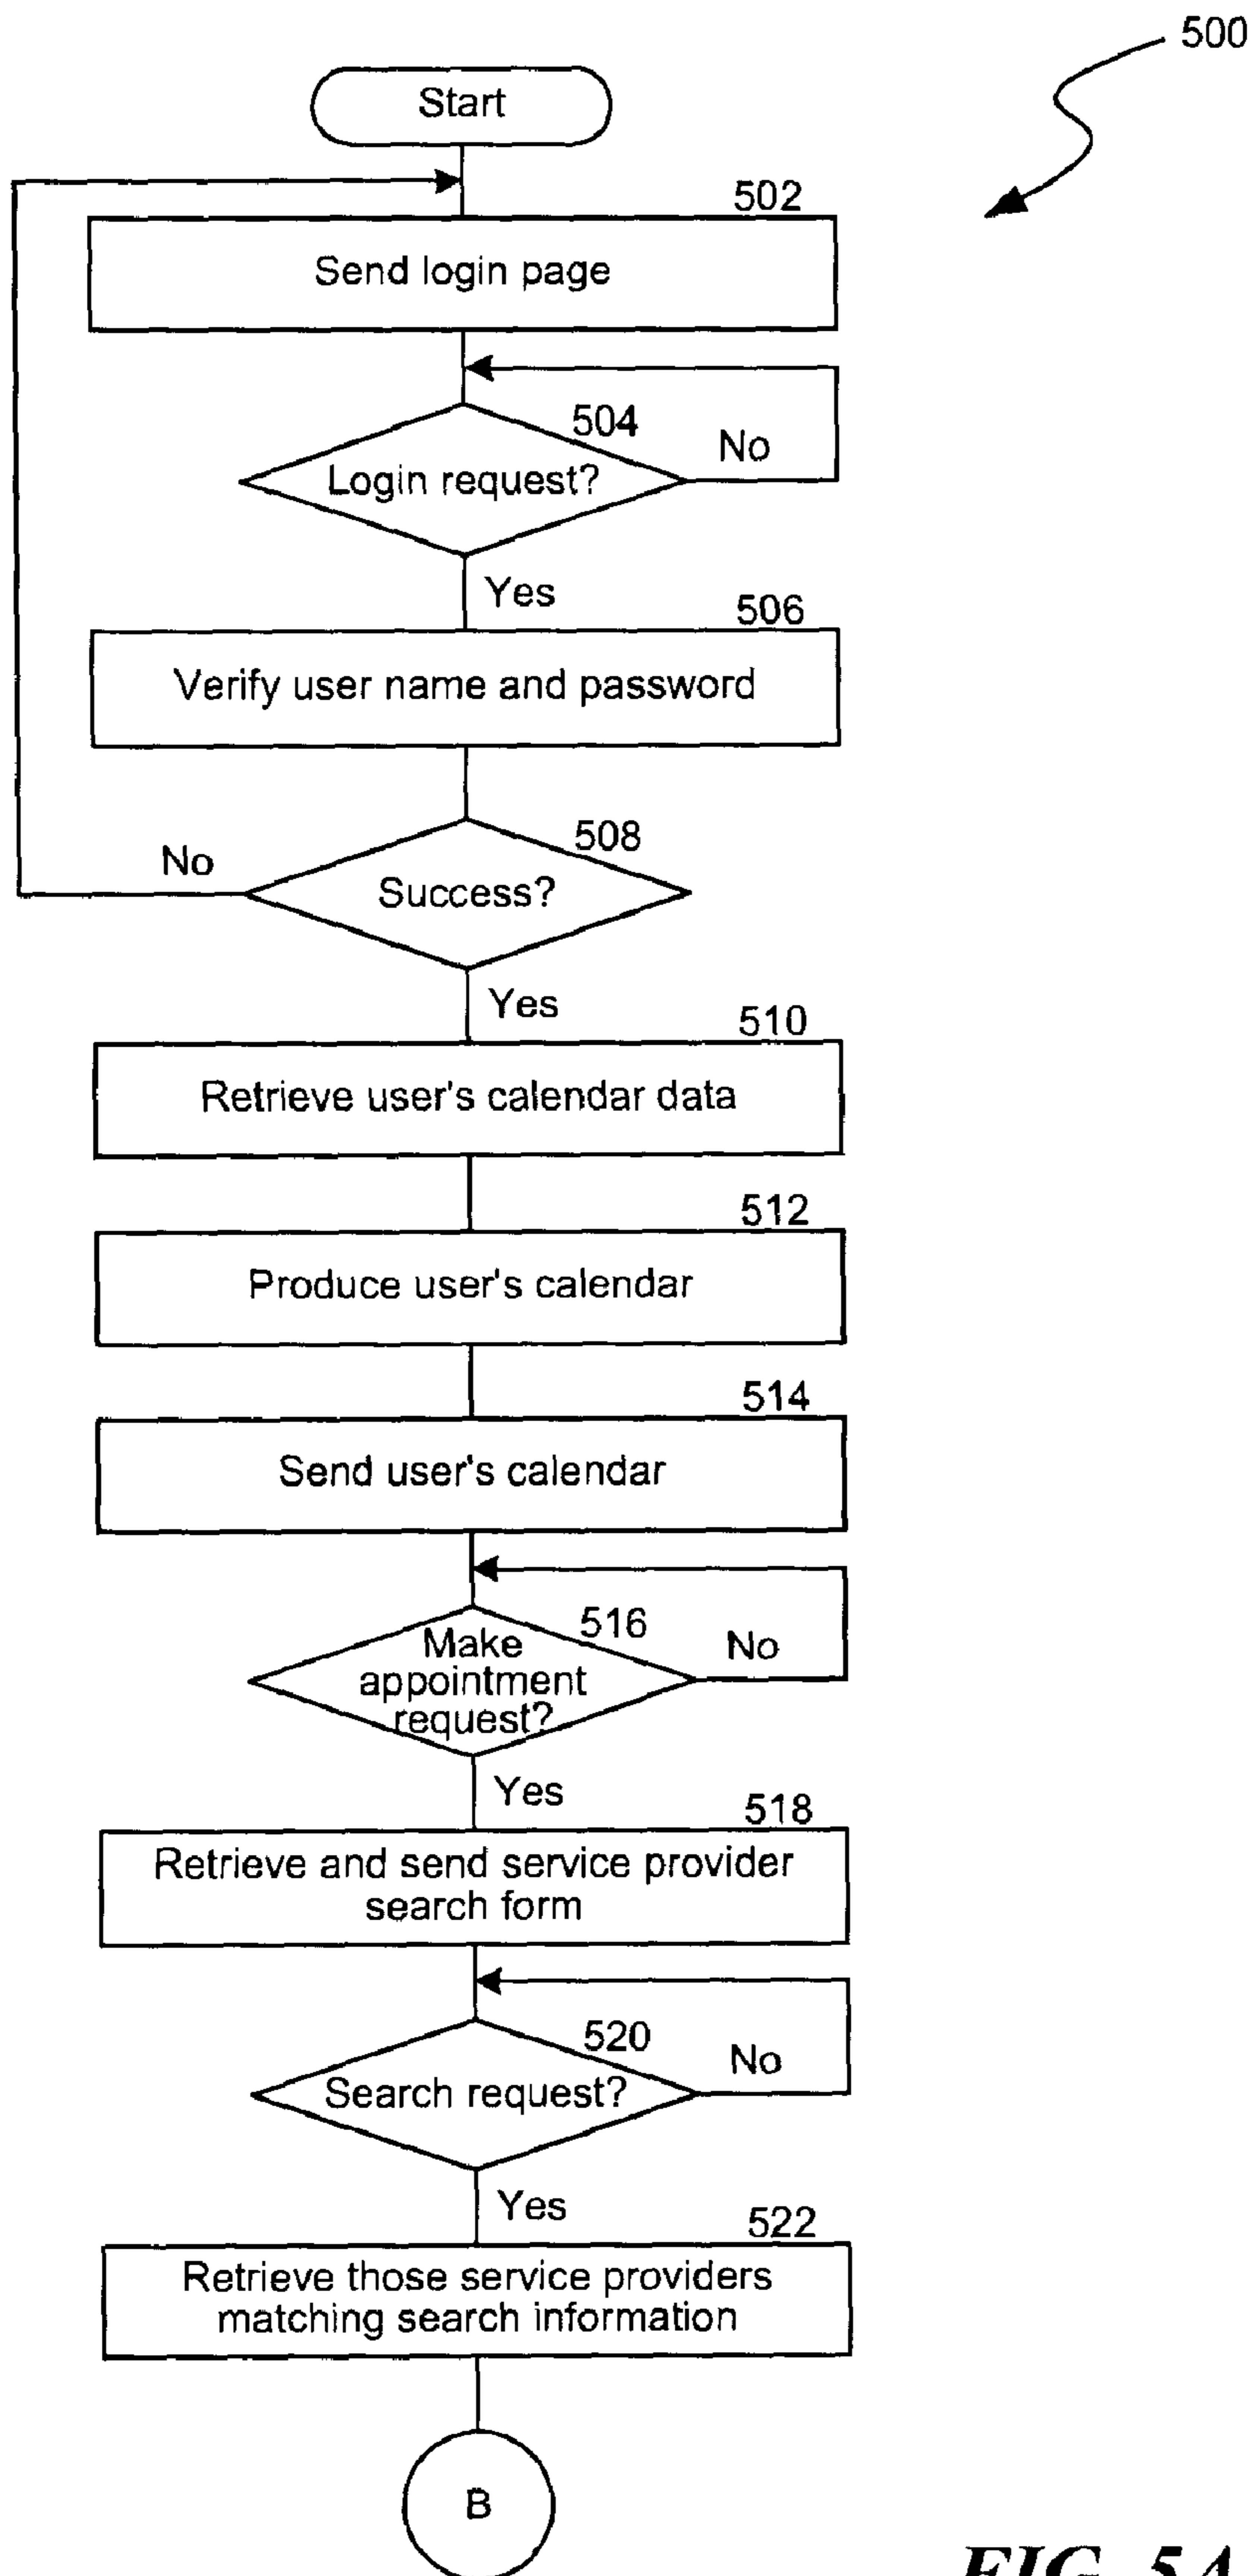 500
Start
502
Send login page
504
Login request?
No
Yes
506
Verify user name and password
508
No
Success?
Yes
510
Retrieve user's calendar data
512
Produce user's calendar
514
Send user's calendar
516
Make
appointment
request?
No
Yes
518
Retrieve and send service provider
search form
520
Search request?
No
Yes
522
Retrieve those service providers
matching search information
B
FIG. 5A